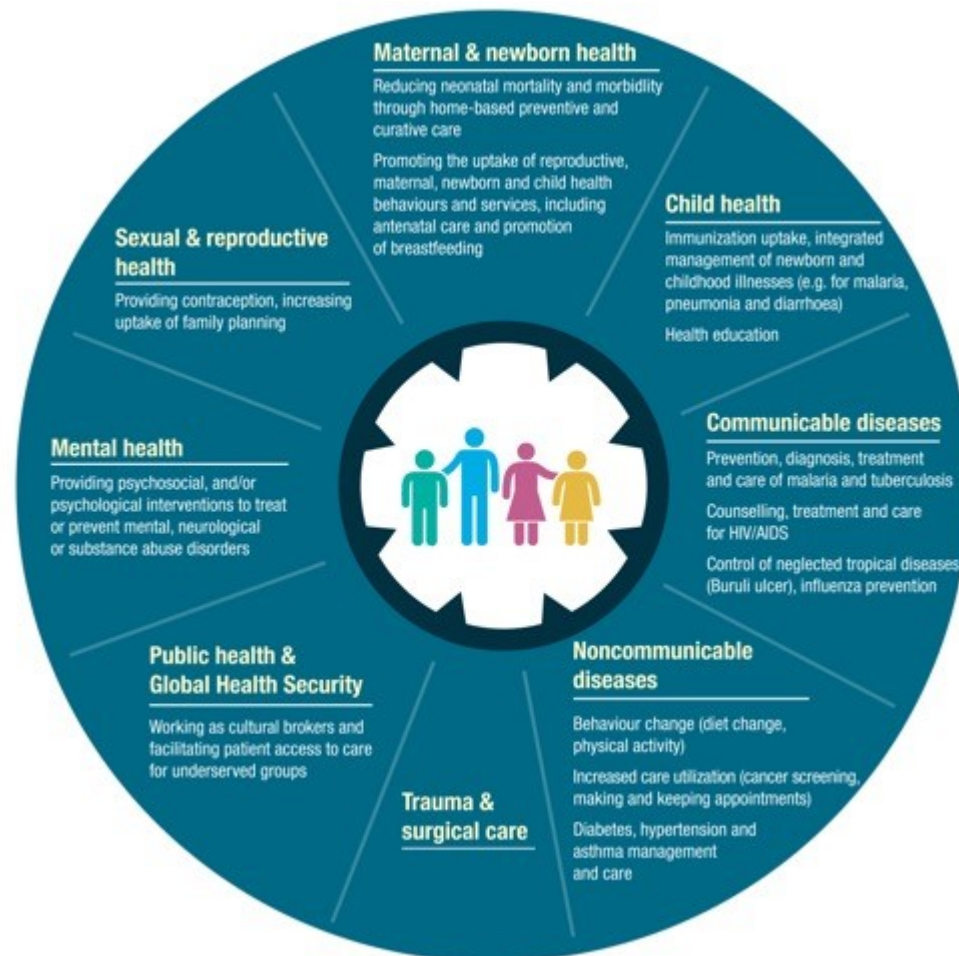 Maternal & newborn health
Reducing neonatal mortality and morbidlity
through home-based preventive and
curative care
Promoting the uptake of reproductive,
maternal, newborn and child health
behaviours and services, including
antenatal care and promotion
of breastfeeding
Child health
Immunization uptake, integrated
management of newborn and
childhood illnesses (e.g. for malaria,
pneumonia and diarrhoea)
Health education
Communicable diseases
Prevention, diagnosis, treatment
and care of malaria and tuberculosis
Counselling, treatment and care
for HIV/AIDS
Control of neglected tropical diseases
(Buruli ulcer), influenza prevention
Noncommunicable
diseases
Behaviour change (diet change,
physical activity)
Increased care utilization (cancer screening,
making and keeping appointments)
Diabetes, hypertension and
asthma management
and care
Trauma &
surgical care
Public health &
Global Health Security
Working as cultural brokers and
facilitating patient access to care
for underserved groups
Mental health
Providing psychosocial, and/or
psychological interventions to treat
or prevent mental, neurological
or substance abuse disorders
Sexual & reproductive
health
Providing contraception, increasing
uptake of family planning